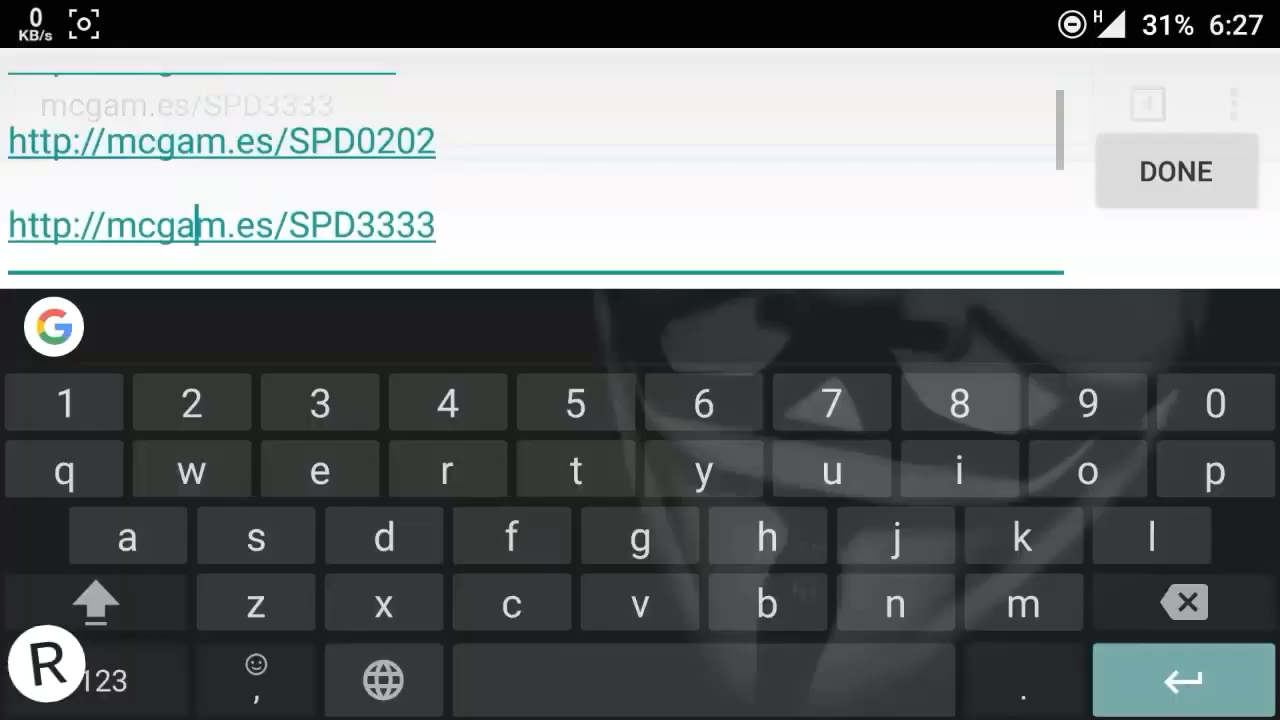 0
KB/s
H
31% 6:27
mcgam.es/SPD3333
http://mcgam.es/SPD0202
DONE
http://mcgam.es/SPD3333
G
1 2 3 4 5 6 7 8 9 0
q w e r t y u i o p
a s d f g h j k l
z x c v b n m
R
123 , .